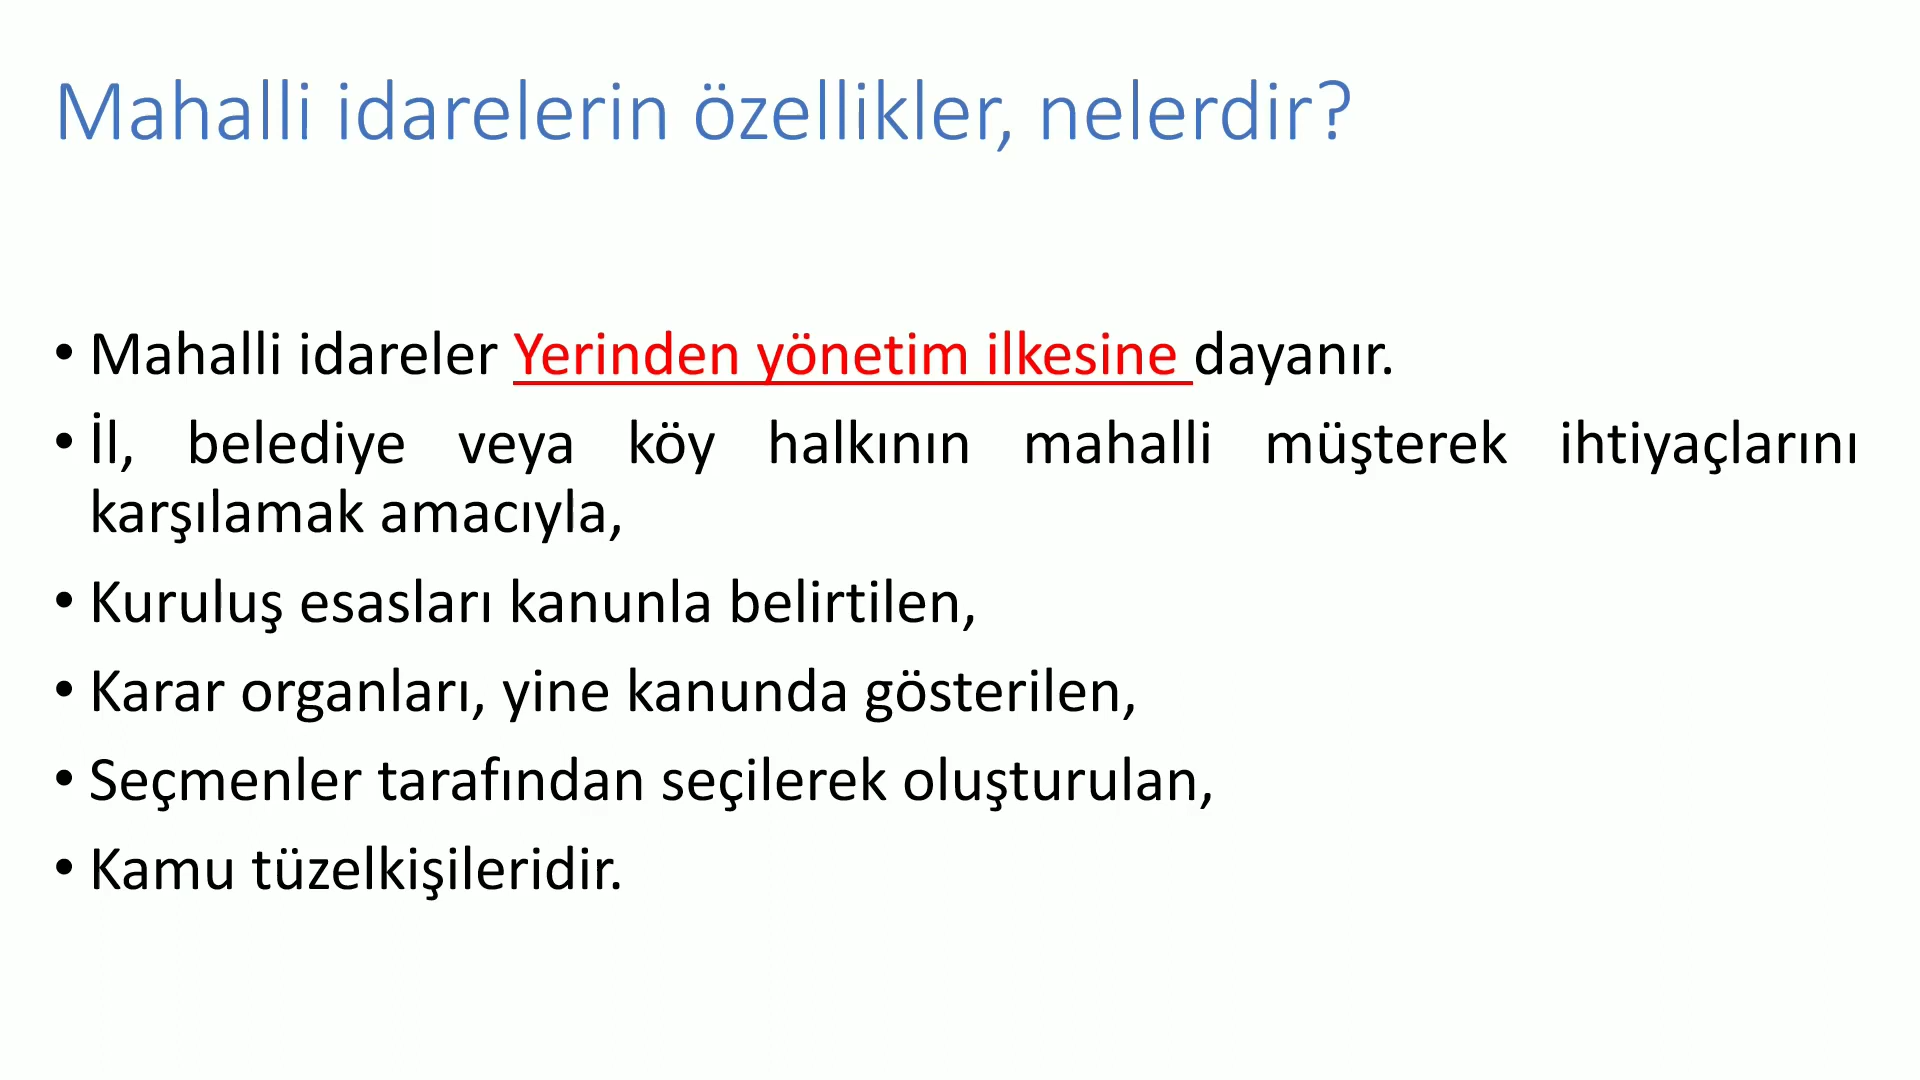 Mahalli idarelerin özellikler, nelerdir?
• Mahalli idareler Yerinden yönetim ilkesine dayanır.
• İl, belediye veya köy halkının mahalli müşterek ihtiyaçlarını
karşılamak amacıyla,
• Kuruluş esasları kanunla belirtilen,
• Karar organları, yine kanunda gösterilen,
• Seçmenler tarafından seçilerek oluşturulan,
• Kamu tüzelkişileridir.